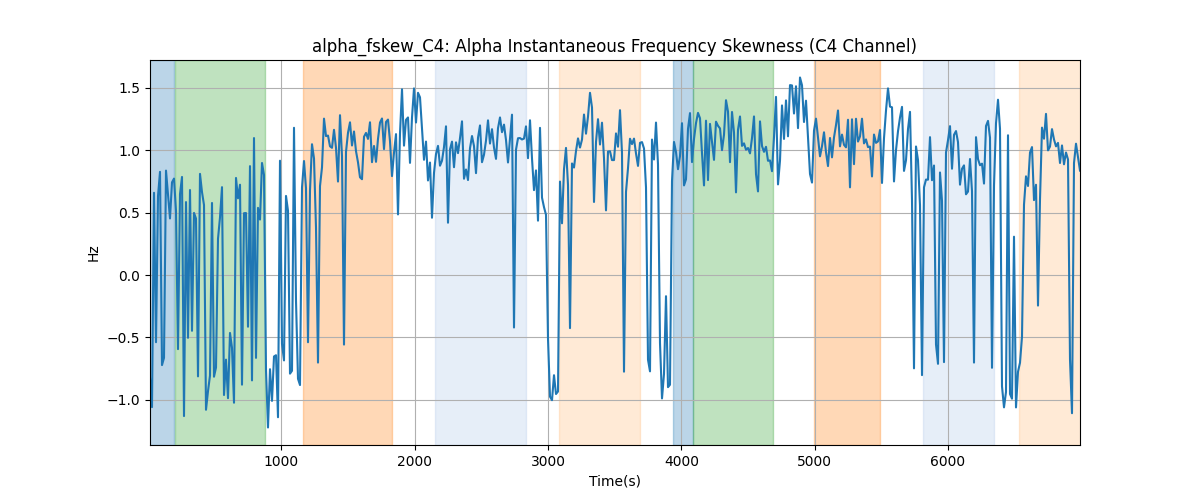 alpha_fskew_C4: Alpha Instantaneous Frequency Skewness (C4 Channel)
1.5
1.0
0.5
0.0
−0.5
−1.0
Hz
1000 2000 3000 4000 5000 6000
Time(s)